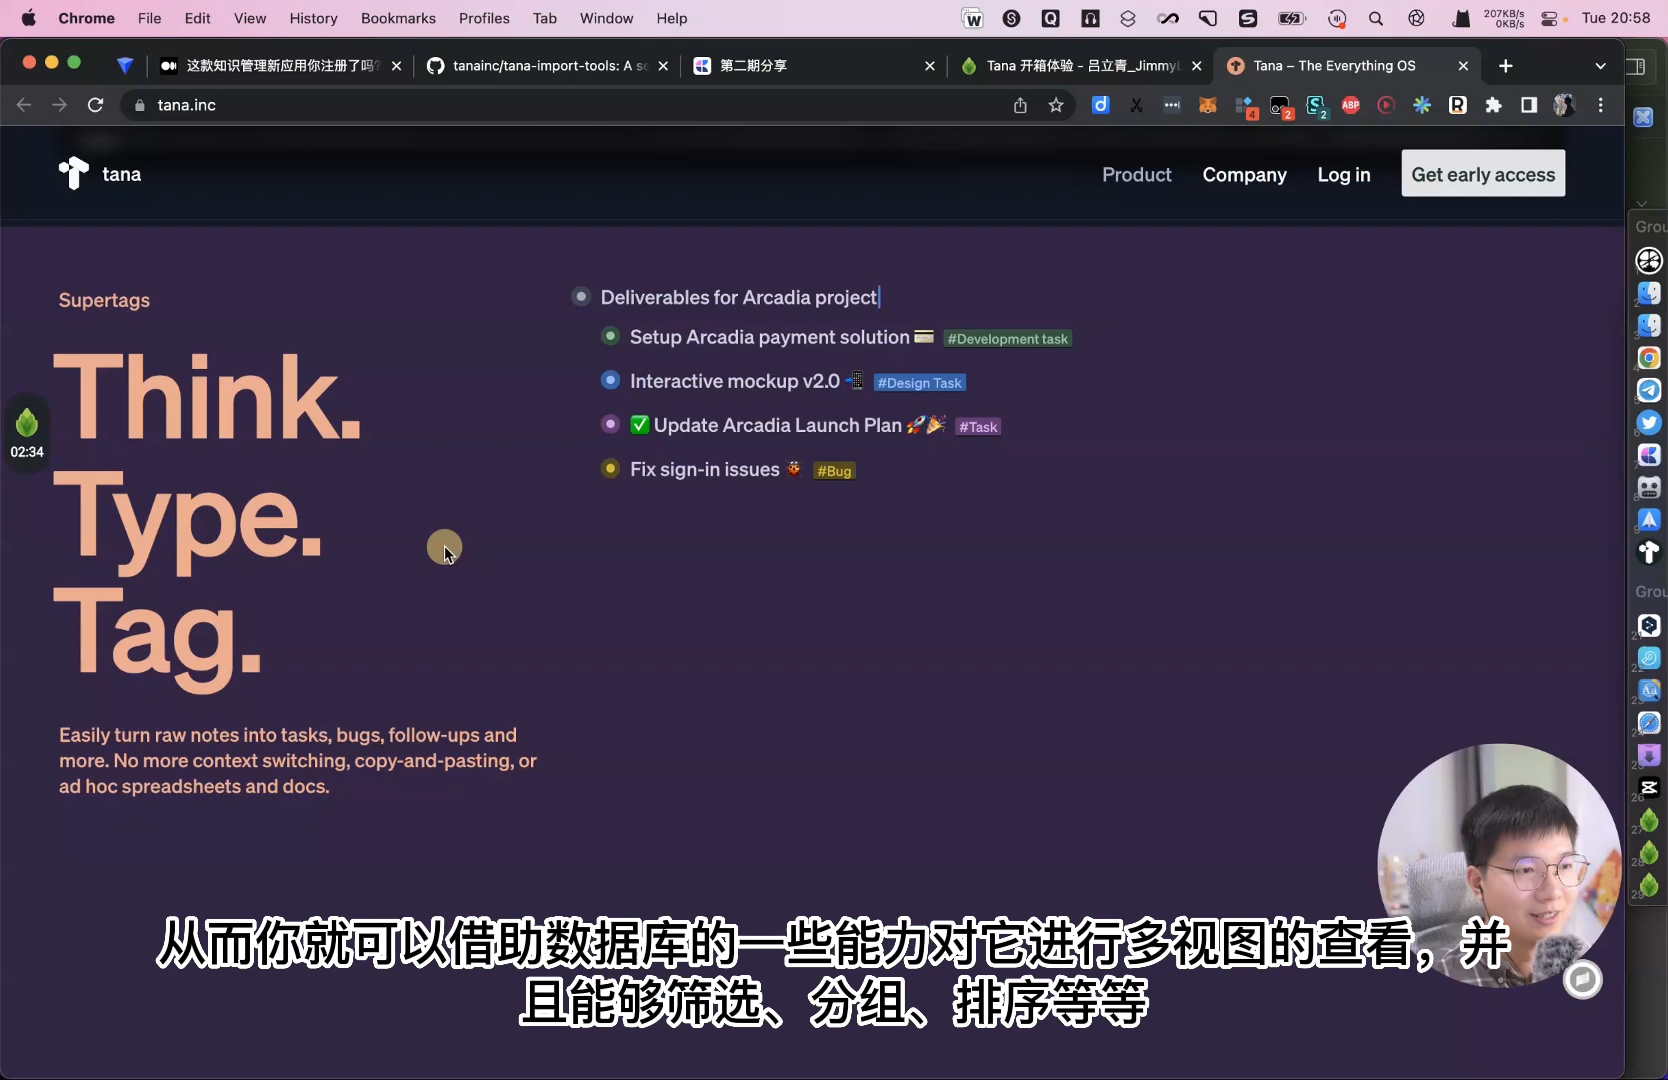 Chrome File Edit View History Bookmarks Profiles Tab Window Help 207KB/s 0KB/s Tue 20:58
这款知识管理新应用你注册了吗? tanainc/tana-import-tools: A se 第二期分享 Tana 开箱体验 - 吕立青_JimmyL Tana – The Everything OS
tana.inc
tana Product Company Log in Get early access
Supertags
Think.
Type.
Tag.
Easily turn raw notes into tasks, bugs, follow-ups and
more. No more context switching, copy-and-pasting, or
ad hoc spreadsheets and docs.
Deliverables for Arcadia project
Setup Arcadia payment solution 💳 #Development task
Interactive mockup v2.0 📲 #Design Task
✅ Update Arcadia Launch Plan 🚀🎉 #Task
Fix sign-in issues 🐞 #Bug
02:34
Grou
Grou
从而你就可以借助数据库的一些能力对它进行多视图的查看，并
且能够筛选、分组、排序等等